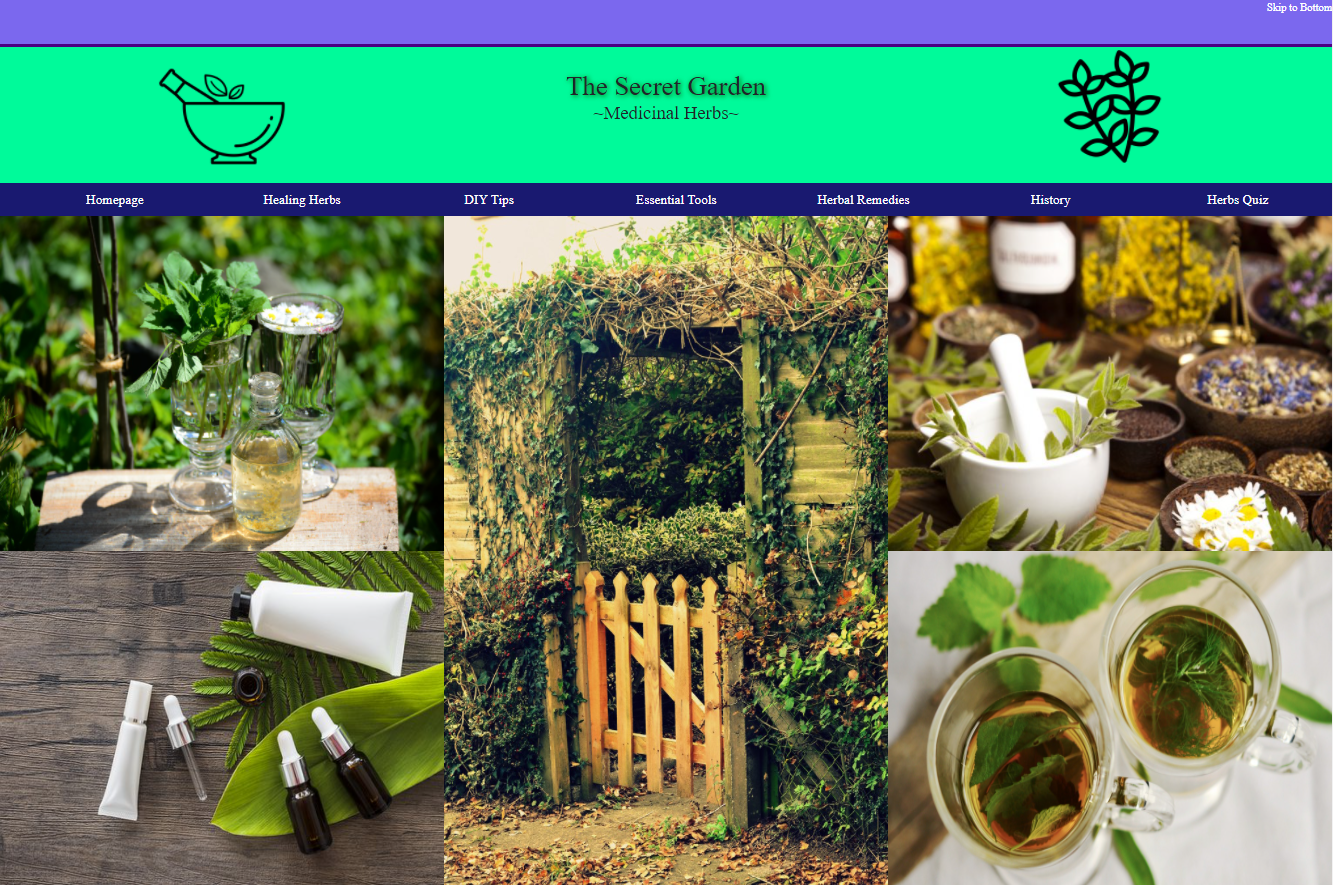 Skip to Bottom
The Secret Garden
~Medicinal Herbs~
Homepage Healing Herbs DIY Tips Essential Tools Herbal Remedies History Herbs Quiz